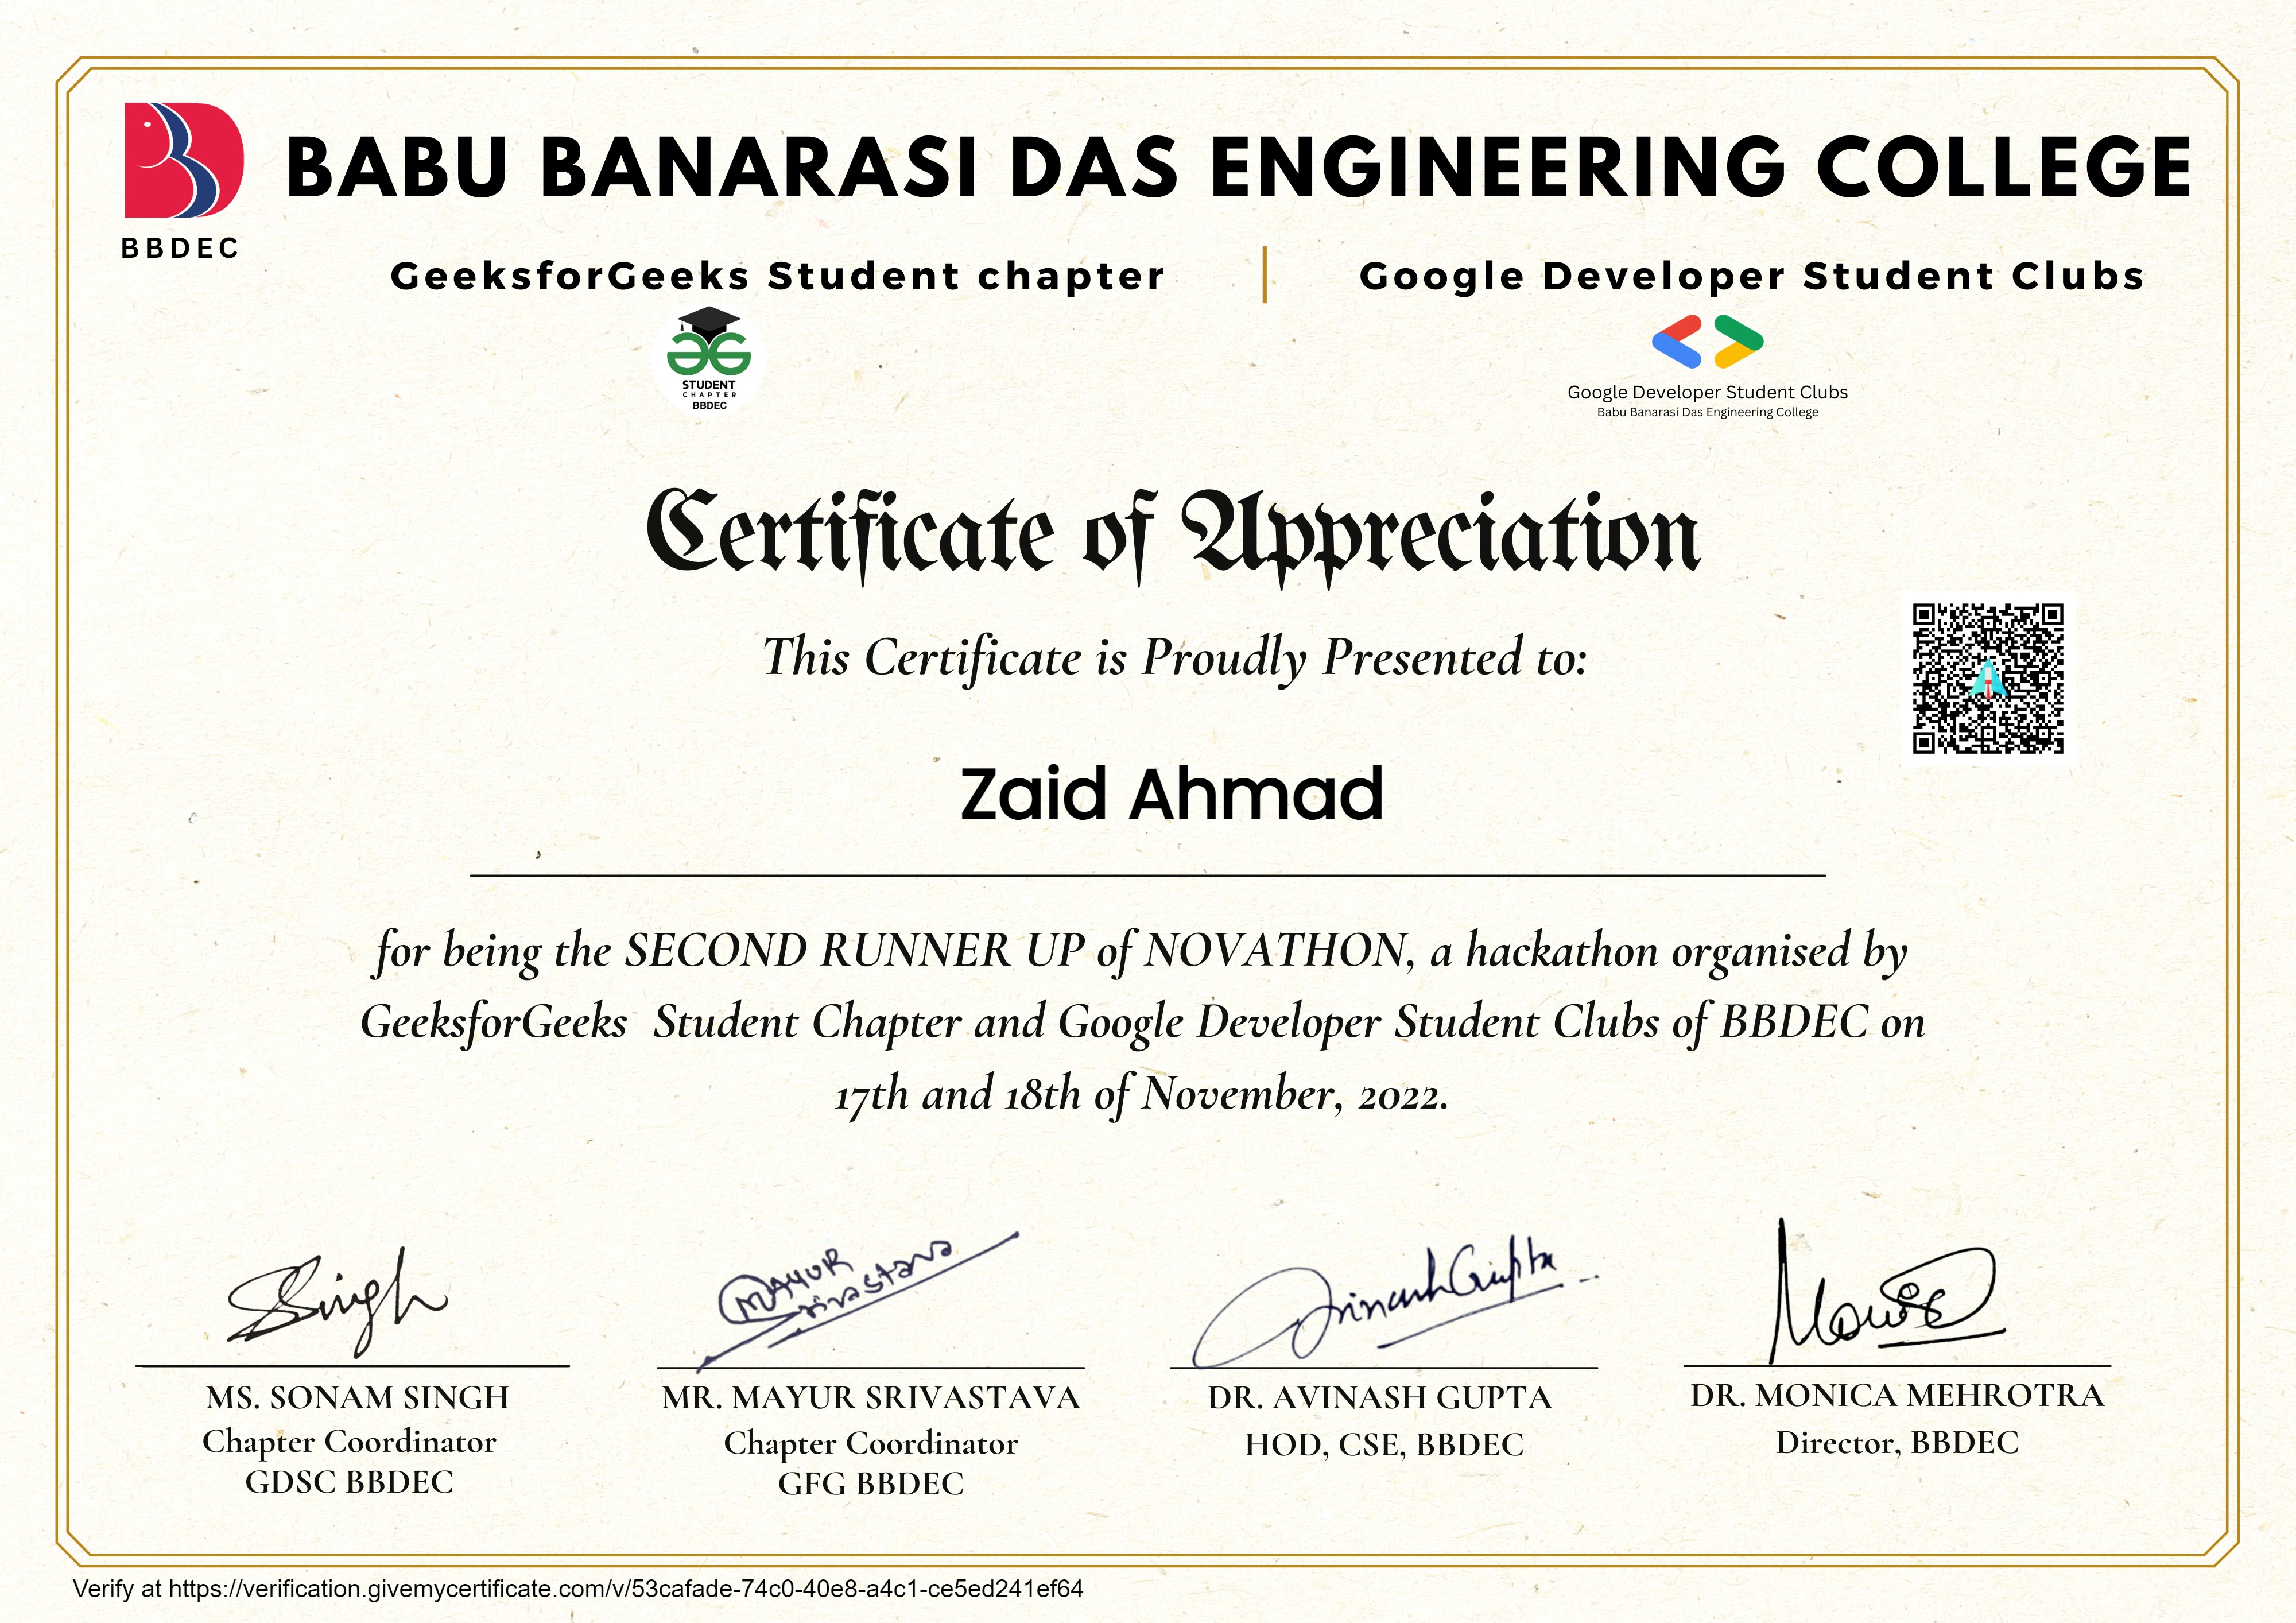 BABU BANARASI DAS ENGINEERING COLLEGE
BBDEC
GeeksforGeeks Student chapter | Google Developer Student Clubs
STUDENT
CHAPTER
BBDEC
Google Developer Student Clubs
Babu Banarasi Das Engineering College
Certificate of Appreciation
This Certificate is Proudly Presented to:
Zaid Ahmad
for being the SECOND RUNNER UP of NOVATHON, a hackathon organised by
GeeksforGeeks Student Chapter and Google Developer Student Clubs of BBDEC on
17th and 18th of November, 2022.
Singh
MAYUR
Srivastava
Avinash Gupta
MS. SONAM SINGH
Chapter Coordinator
GDSC BBDEC
MR. MAYUR SRIVASTAVA
Chapter Coordinator
GFG BBDEC
DR. AVINASH GUPTA
HOD, CSE, BBDEC
DR. MONICA MEHROTRA
Director, BBDEC
Verify at https://verification.givemycertificate.com/v/53cafade-74c0-40e8-a4c1-ce5ed241ef64